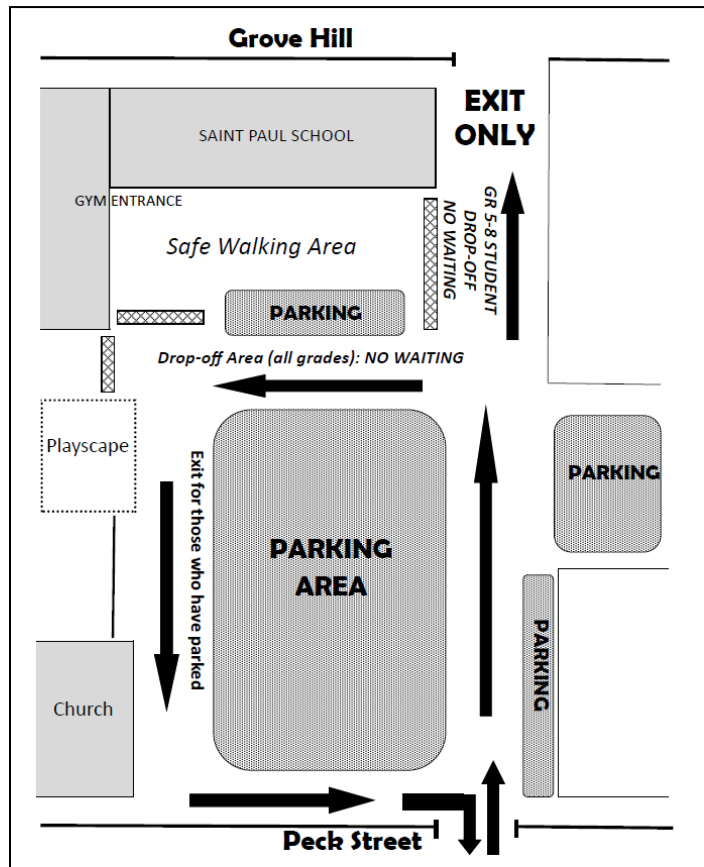 Grove Hill
EXIT
ONLY
SAINT PAUL SCHOOL
GYM ENTRANCE
Safe Walking Area
GR 5-8 STUDENT
DROP-OFF
NO WAITING
PARKING
Drop-off Area (all grades): NO WAITING
Playscape
Exit for those who have parked
PARKING
AREA
PARKING
PARKING
Church
Peck Street